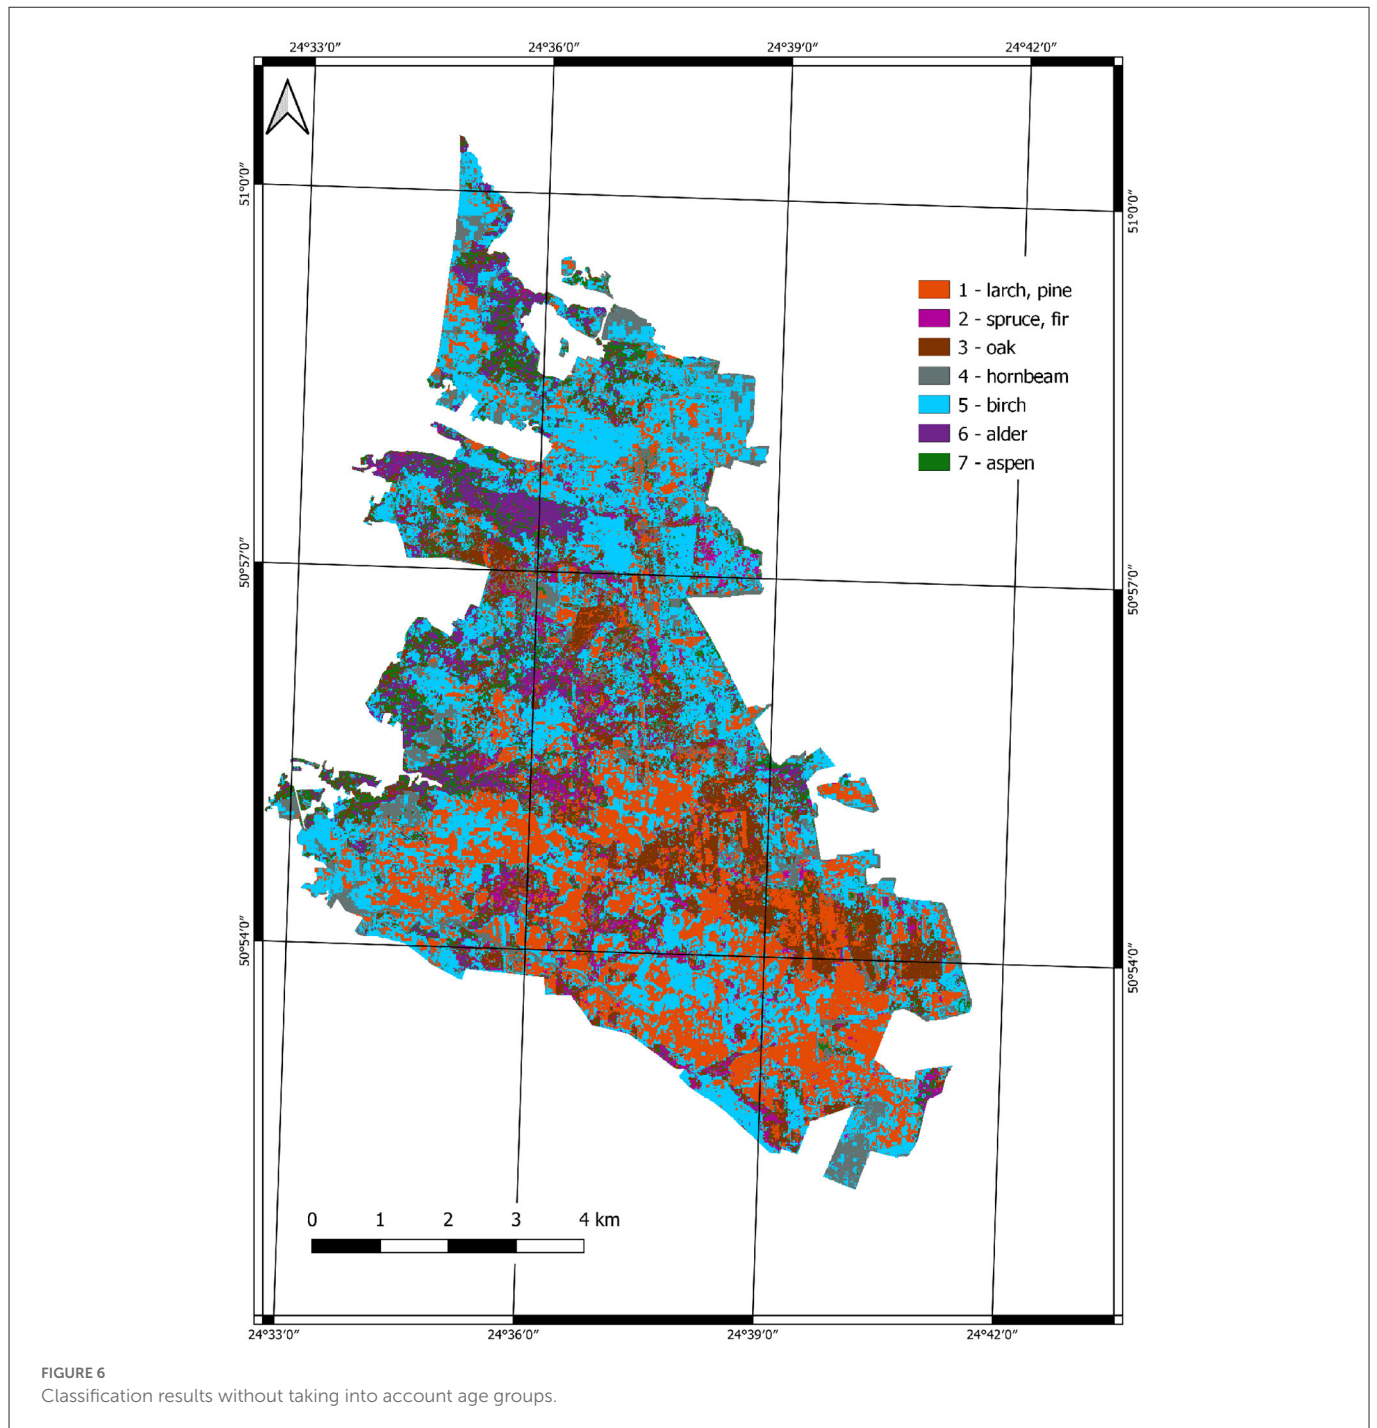 24°33′0″ 24°36′0″ 24°39′0″ 24°42′0″
51°0′0″
51°0′0″
1 - larch, pine
2 - spruce, fir
3 - oak
4 - hornbeam
5 - birch
6 - alder
7 - aspen
50°57′0″
50°57′0″
50°54′0″
50°54′0″
0 1 2 3 4 km
24°33′0″ 24°36′0″ 24°39′0″ 24°42′0″
FIGURE 6
Classification results without taking into account age groups.